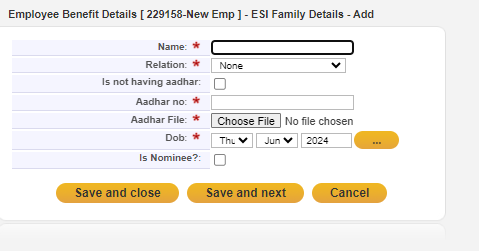 Employee Benefit Details [ 229158-New Emp ] - ESI Family Details - Add
Name: *
Relation: * None
Is not having aadhar:
Aadhar no: *
Aadhar File: * Choose File No file chosen
Dob: * Thu Jun 2024 ...
Is Nominee?:
Save and close Save and next Cancel